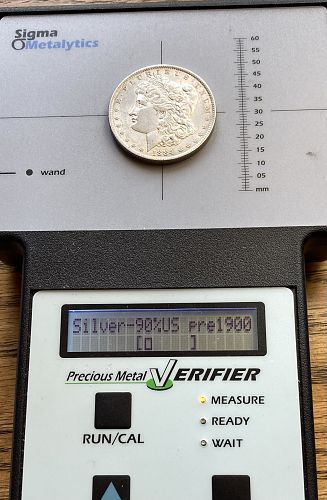 Sigma
Metalytics
60
55
50
45
40
35
30
25
20
15
10
05
mm
wand
Silver-90%US pre1900
[O ]
Precious Metal VERIFIER
MEASURE
RUN/CAL
READY
WAIT